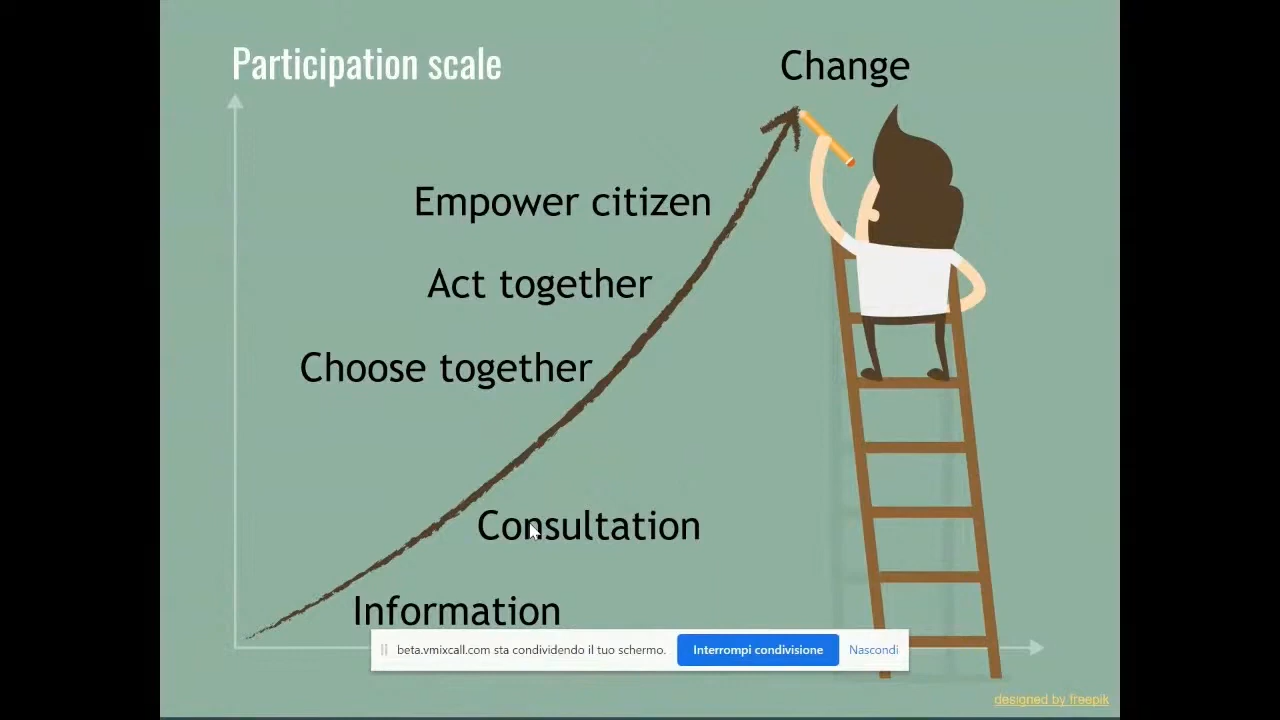 Participation scale
Change
Empower citizen
Act together
Choose together
Consultation
Information
beta.vmixcall.com sta condividendo il tuo schermo.
Interrompi condivisione
Nascondi
designed by freepik